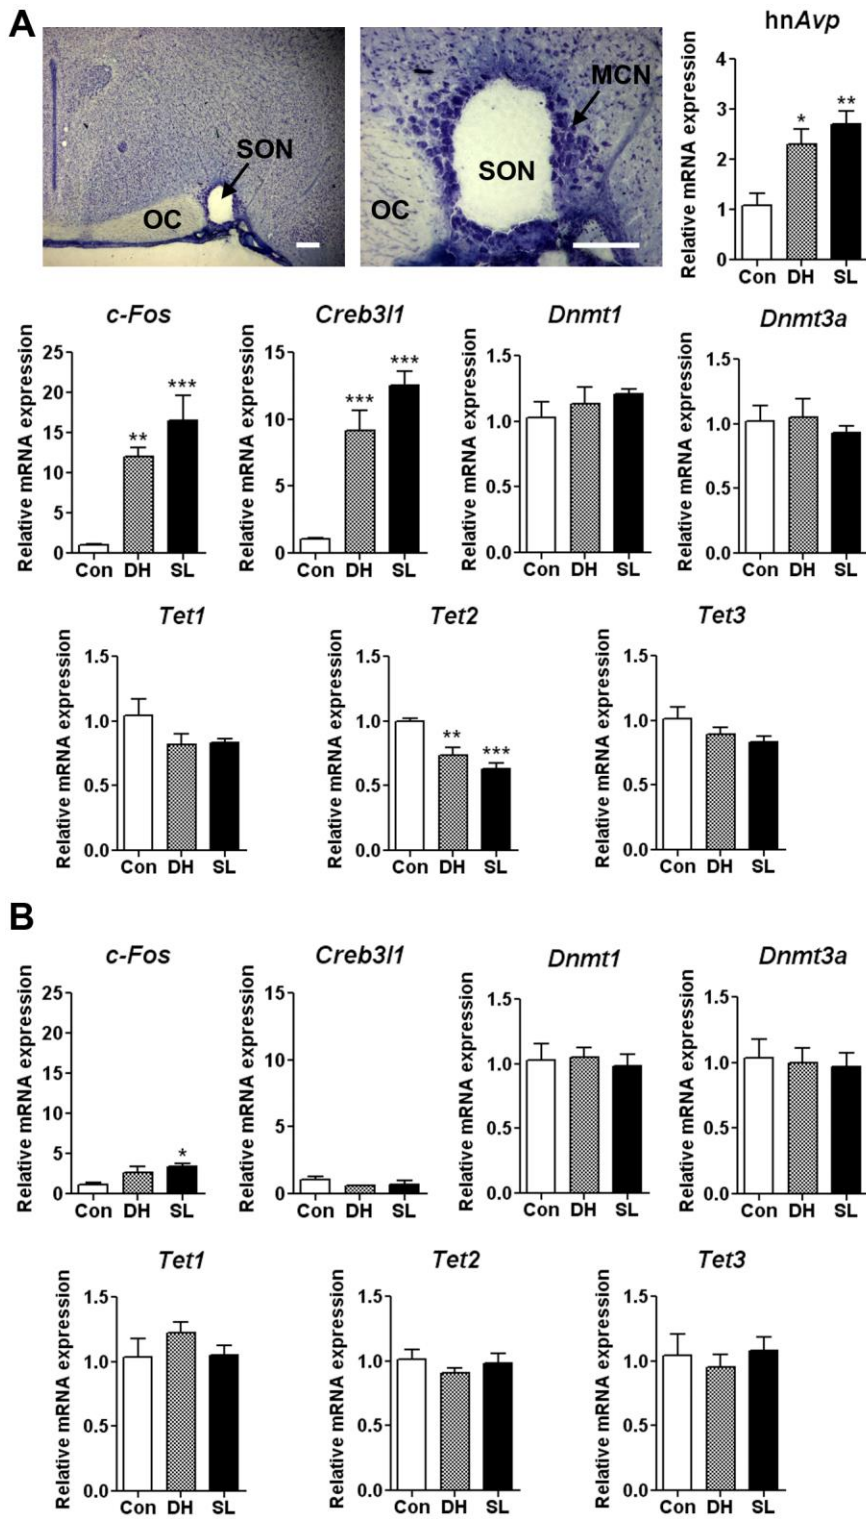 A
SON
OC
MCN
SON
OC
hnAvp
Relative mRNA expression
4
3
2
1
0
*
**
Con DH SL
c-Fos
Relative mRNA expression
25
20
15
10
5
0
**
***
Con DH SL
Creb3l1
Relative mRNA expression
15
10
5
0
***
***
Con DH SL
Dnmt1
Relative mRNA expression
1.5
1.0
0.5
0.0
Con DH SL
Dnmt3a
Relative mRNA expression
1.5
1.0
0.5
0.0
Con DH SL
Tet1
Relative mRNA expression
1.5
1.0
0.5
0.0
Con DH SL
Tet2
Relative mRNA expression
1.5
1.0
0.5
0.0
**
***
Con DH SL
Tet3
Relative mRNA expression
1.5
1.0
0.5
0.0
Con DH SL
B
c-Fos
Relative mRNA expression
25
20
15
10
5
0
*
Con DH SL
Creb3l1
Relative mRNA expression
15
10
5
0
Con DH SL
Dnmt1
Relative mRNA expression
1.5
1.0
0.5
0.0
Con DH SL
Dnmt3a
Relative mRNA expression
1.5
1.0
0.5
0.0
Con DH SL
Tet1
Relative mRNA expression
1.5
1.0
0.5
0.0
Con DH SL
Tet2
Relative mRNA expression
1.5
1.0
0.5
0.0
Con DH SL
Tet3
Relative mRNA expression
1.5
1.0
0.5
0.0
Con DH SL